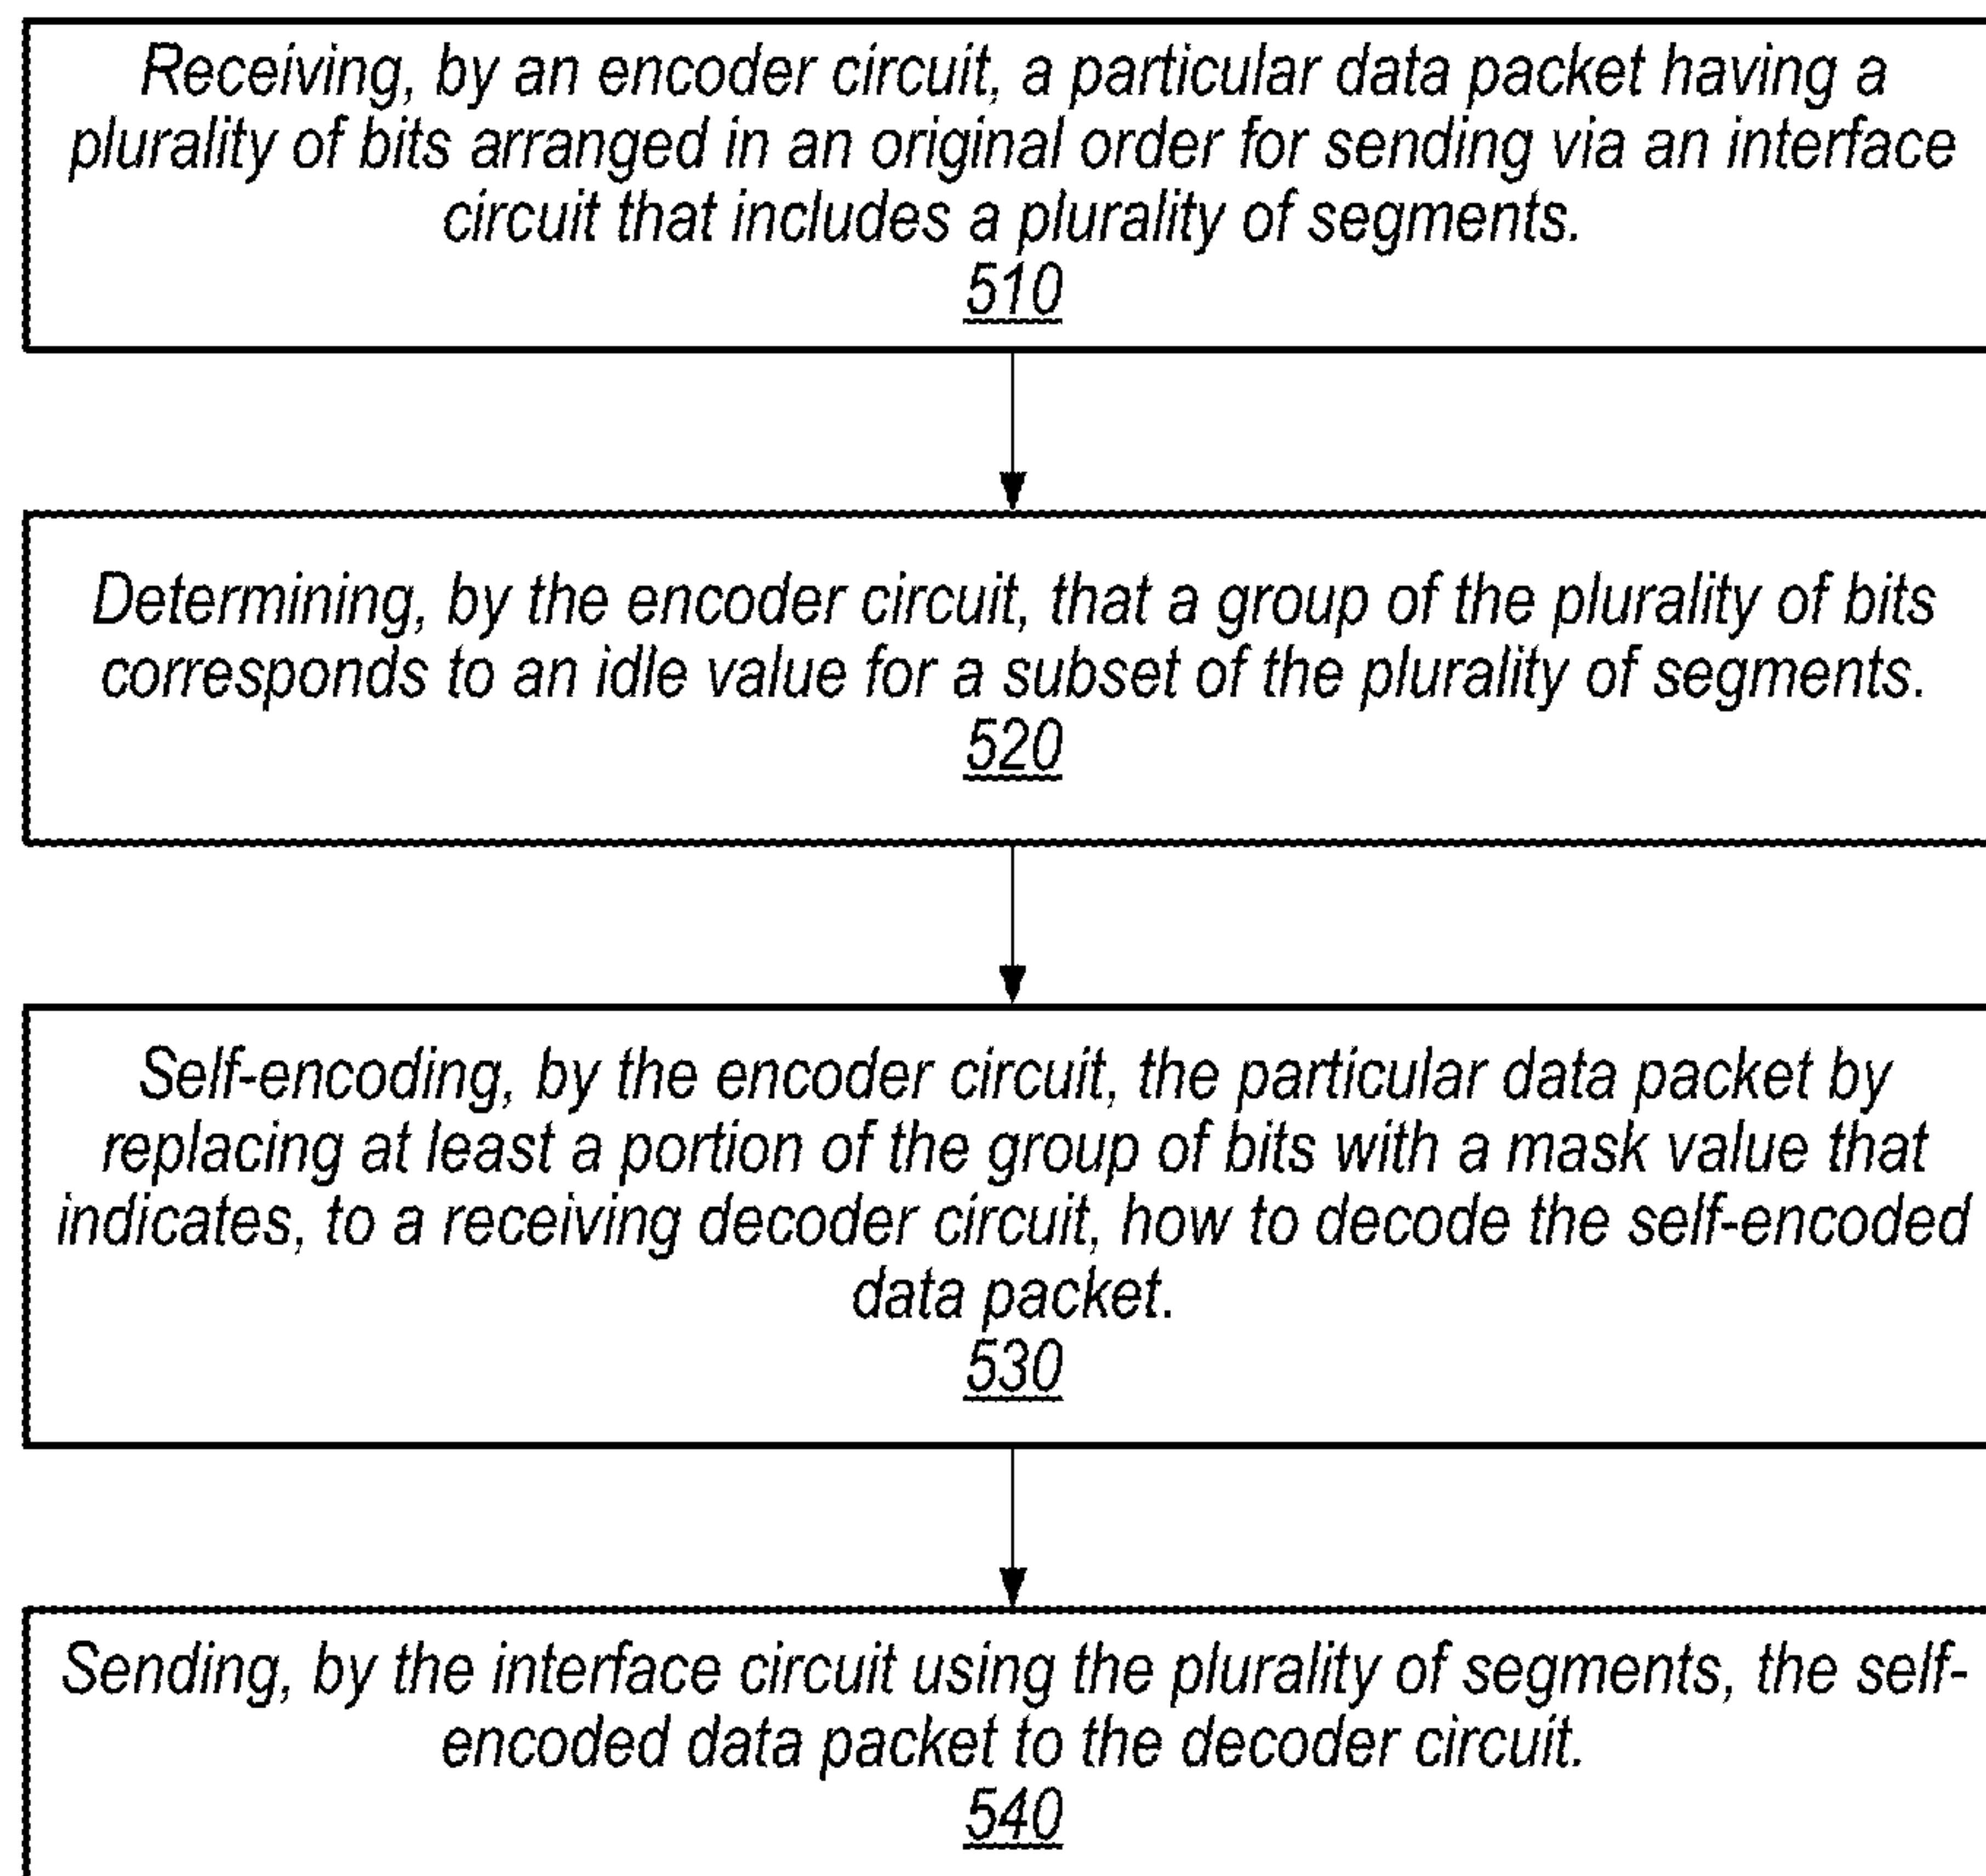 Receiving, by an encoder circuit, a particular data packet having a
plurality of bits arranged in an original order for sending via an interface
circuit that includes a plurality of segments.
510
Determining, by the encoder circuit, that a group of the plurality of bits
corresponds to an idle value for a subset of the plurality of segments.
520
Self-encoding, by the encoder circuit, the particular data packet by
replacing at least a portion of the group of bits with a mask value that
indicates, to a receiving decoder circuit, how to decode the self-encoded
data packet.
530
Sending, by the interface circuit using the plurality of segments, the self-
encoded data packet to the decoder circuit.
540